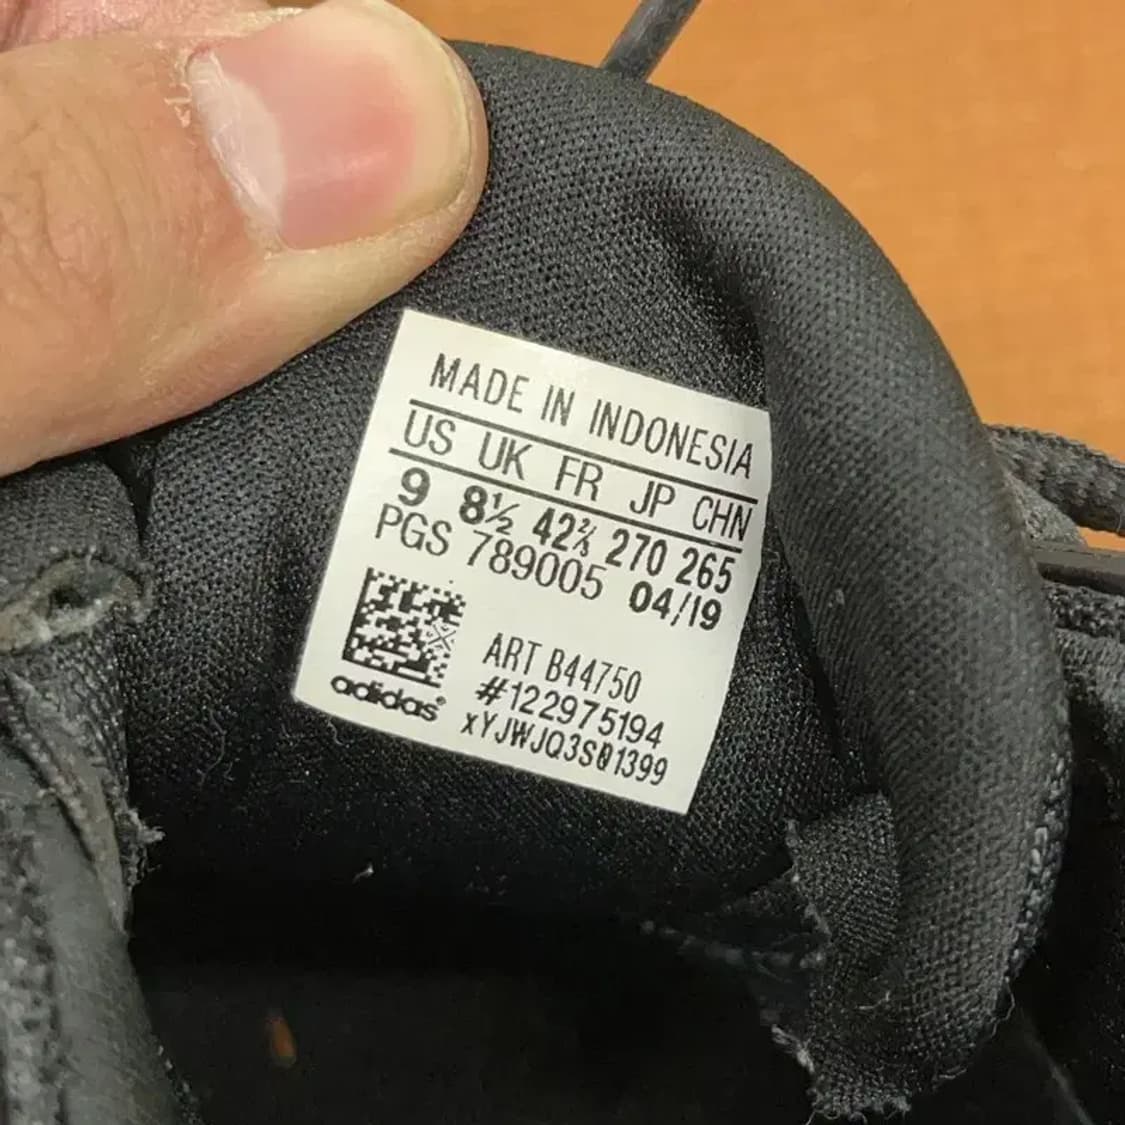 MADE IN INDONESIA
US UK FR JP CHN
9 8½ 42⅔ 270 265
PGS 789005 04/19
ART B44750
#122975194
xYJWJQ3S01399
adidas®